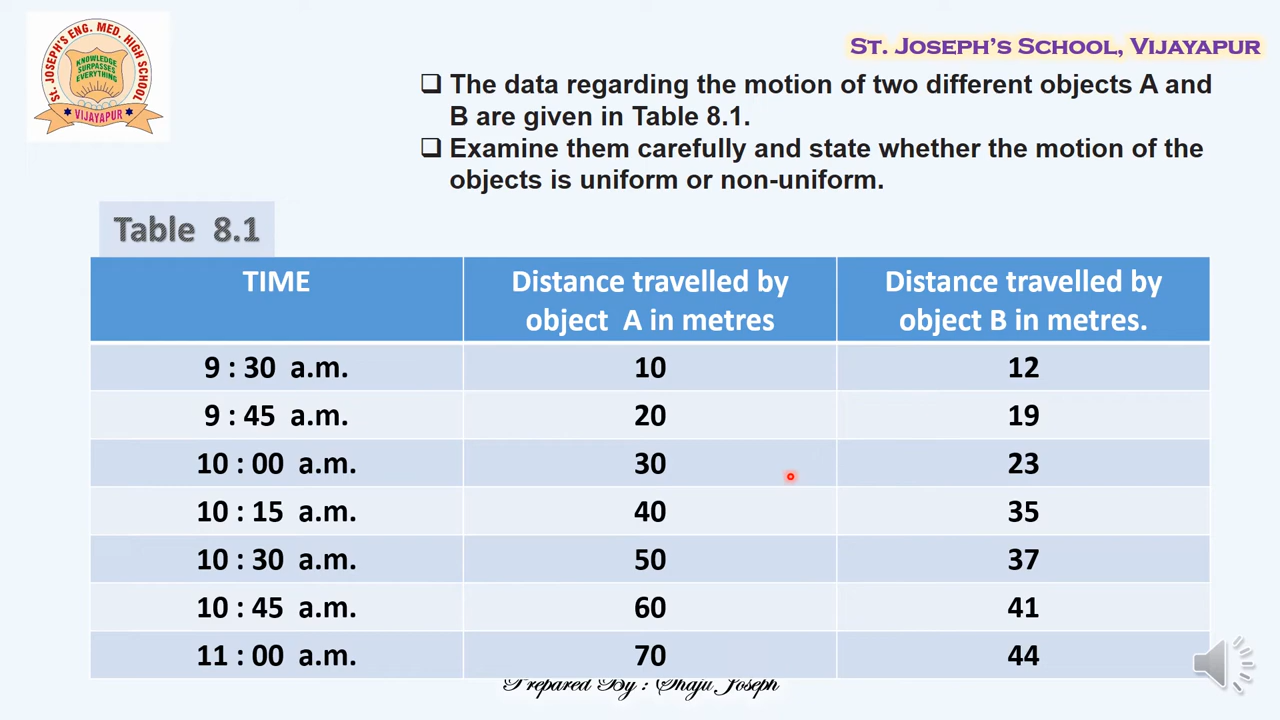 ST. JOSEPH'S ENG. MED. HIGH SCHOOL
KNOWLEDGE
SURPASSES
EVERYTHING
VIJAYAPUR
ST. JOSEPH'S SCHOOL, VIJAYAPUR
❑ The data regarding the motion of two different objects A and
B are given in Table 8.1.
❑ Examine them carefully and state whether the motion of the
objects is uniform or non-uniform.
Table 8.1
TIME
Distance travelled by
object A in metres
Distance travelled by
object B in metres.
9 : 30 a.m. 10 12
9 : 45 a.m. 20 19
10 : 00 a.m. 30 23
10 : 15 a.m. 40 35
10 : 30 a.m. 50 37
10 : 45 a.m. 60 41
11 : 00 a.m. 70 44
Prepared By : Shaju Joseph